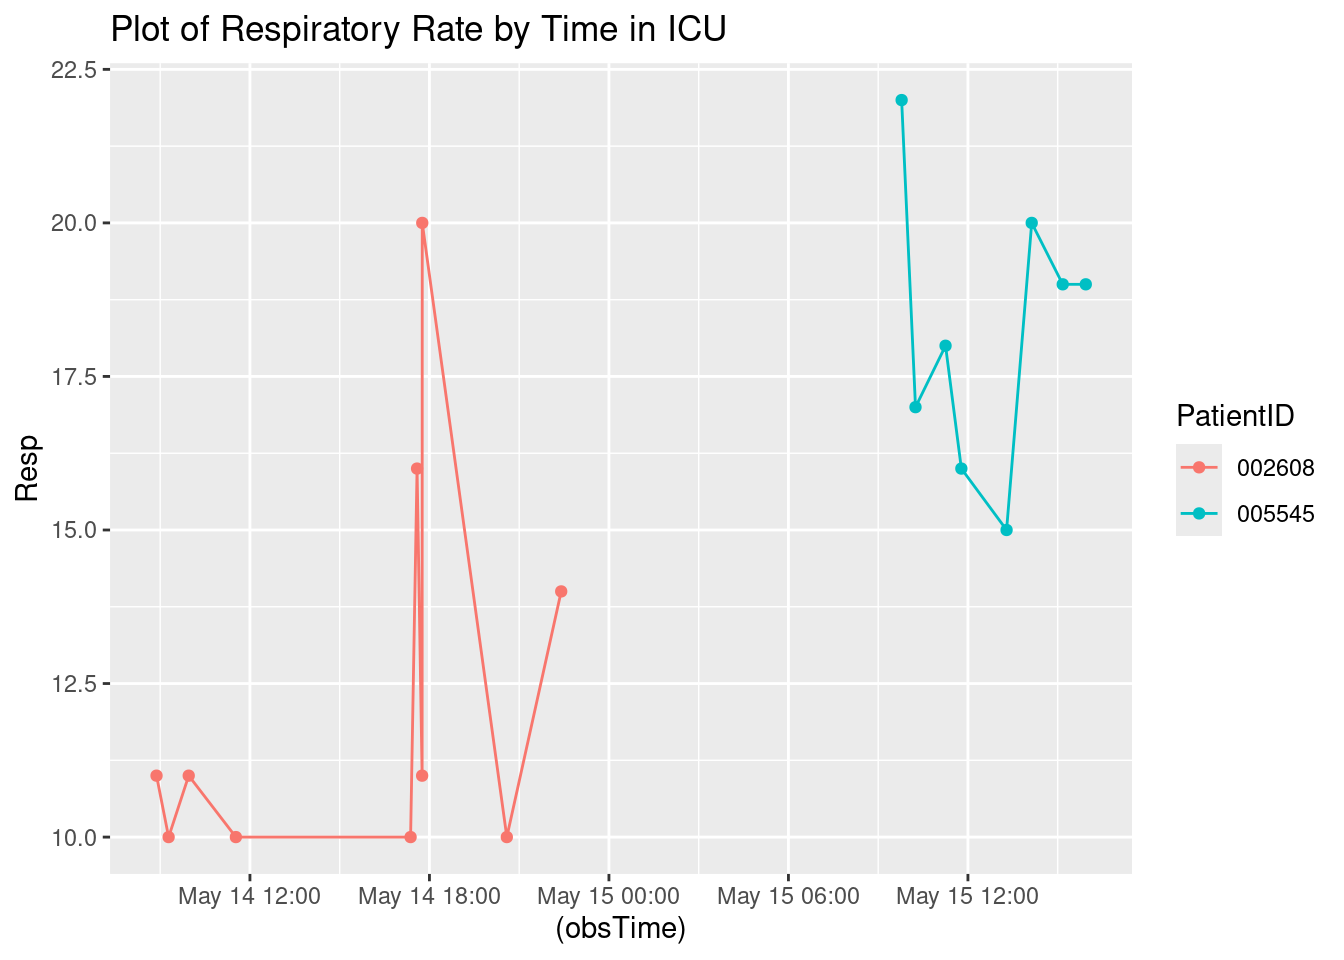 Plot of Respiratory Rate by Time in ICU
22.5
20.0
17.5
15.0
12.5
10.0
Resp
May 14 12:00
May 14 18:00
May 15 00:00
May 15 06:00
May 15 12:00
(obsTime)
PatientID
002608
005545